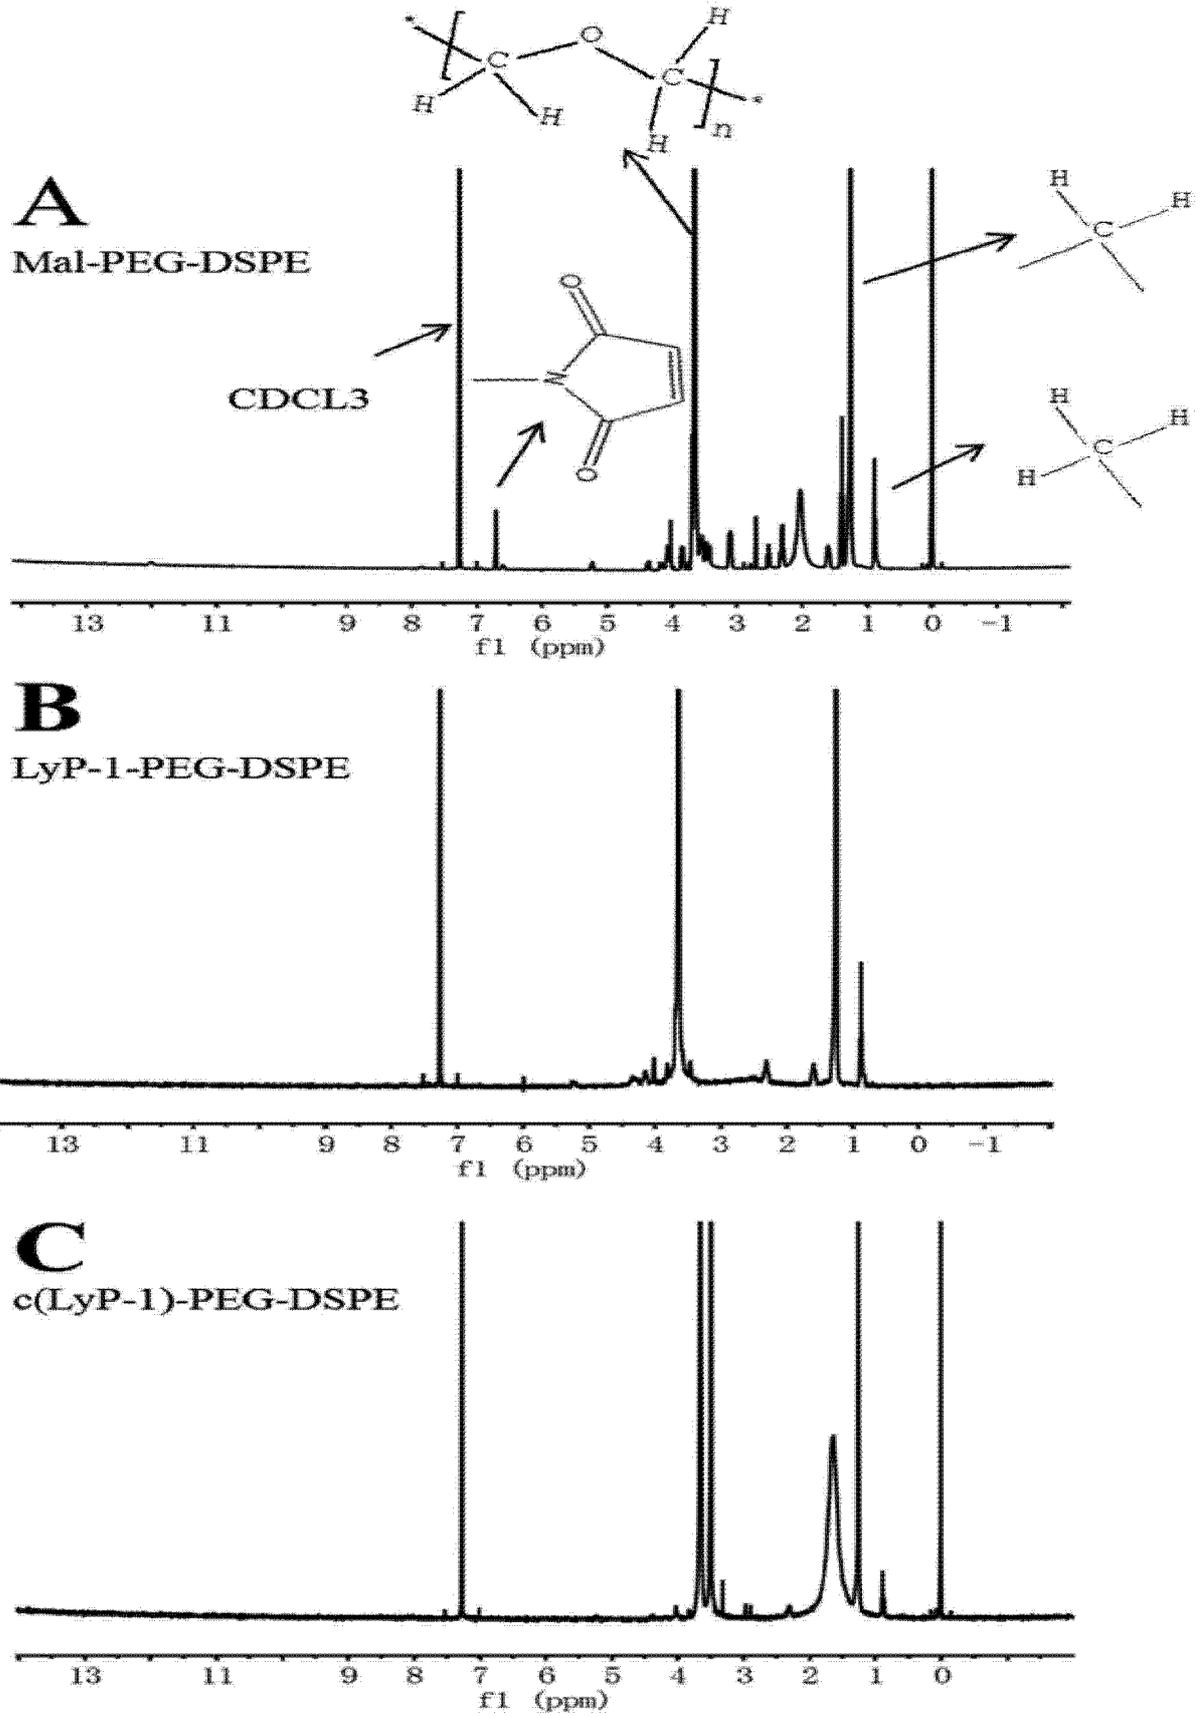 H
O
C
C
H
H
H
n
A
Mal-PEG-DSPE
H
H
C
O
CDCL3
N
O
H
H
C
H
13 11 9 8 7 6 5 4 3 2 1 0 -1
f1 (ppm)
B
LyP-1-PEG-DSPE
13 11 9 8 7 6 5 4 3 2 1 0 -1
f1 (ppm)
C
c(LyP-1)-PEG-DSPE
13 11 9 8 7 6 5 4 3 2 1 0
f1 (ppm)